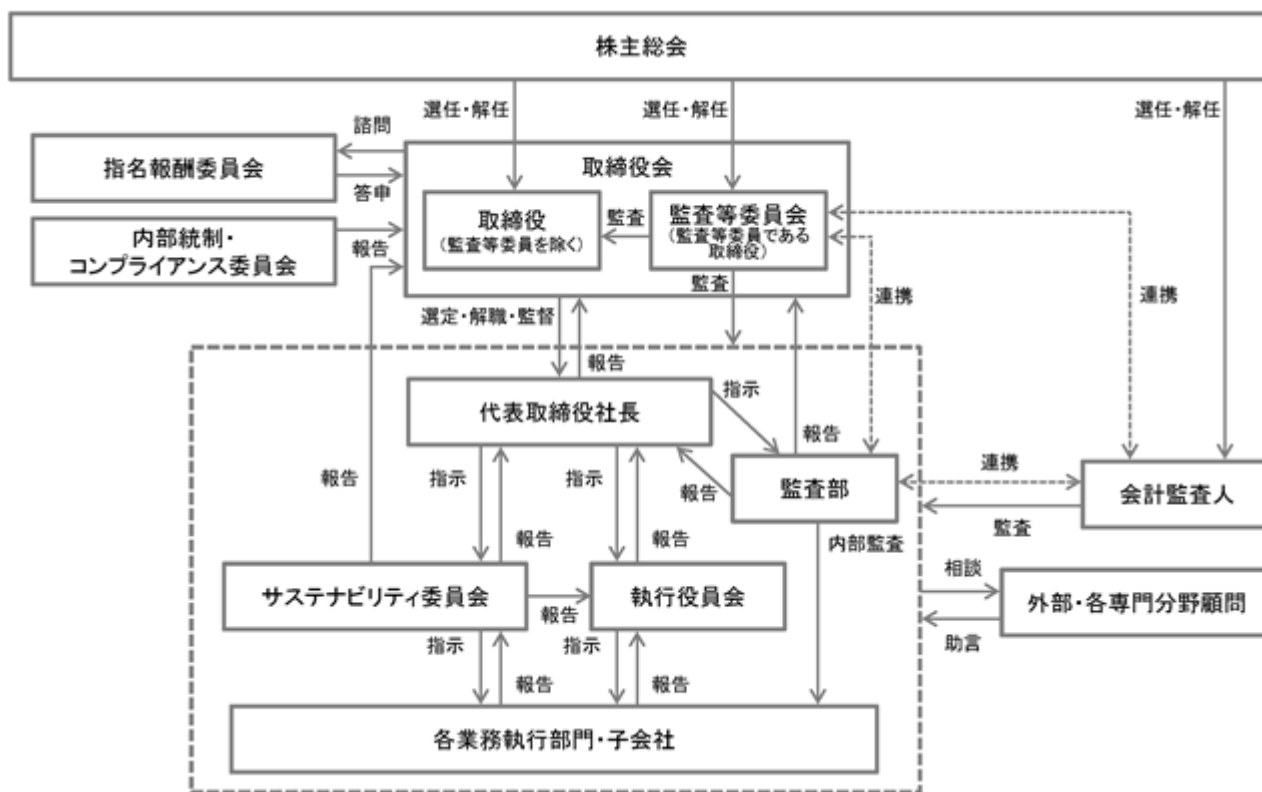 株主総会
選任・解任
選任・解任
選任・解任
諮問
指名報酬委員会
答申
取締役会
取締役
(監査等委員を除く)
監査
監査等委員会
(監査等委員である
取締役)
内部統制・
コンプライアンス委員会
報告
監査
連携
連携
選定・解職・監督
報告
代表取締役社長
指示
報告
報告
指示
報告
指示
報告
報告
監査部
連携
会計監査人
監査
内部監査
サステナビリティ委員会
報告
執行役員会
相談
外部・各専門分野顧問
助言
指示
報告
指示
報告
各業務執行部門・子会社